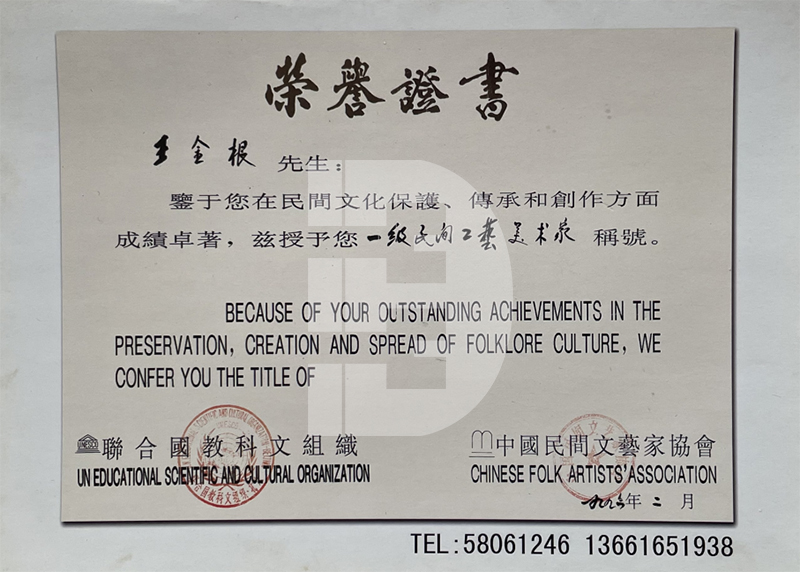 榮譽證書
王金根 先生：
鑒于您在民間文化保護、傳承和創作方面
成績卓著，兹授予您 一级民间工藝美术家 稱號。
BECAUSE OF YOUR OUTSTANDING ACHIEVEMENTS IN THE
PRESERVATION, CREATION AND SPREAD OF FOLKLORE CULTURE, WE
CONFER YOU THE TITLE OF
聯合國教科文組織
UN EDUCATIONAL SCIENTIFIC AND CULTURAL ORGANIZATION
中國民間文藝家協會
CHINESE FOLK ARTISTS'ASSOCIATION
年二月
TEL:58061246 13661651938